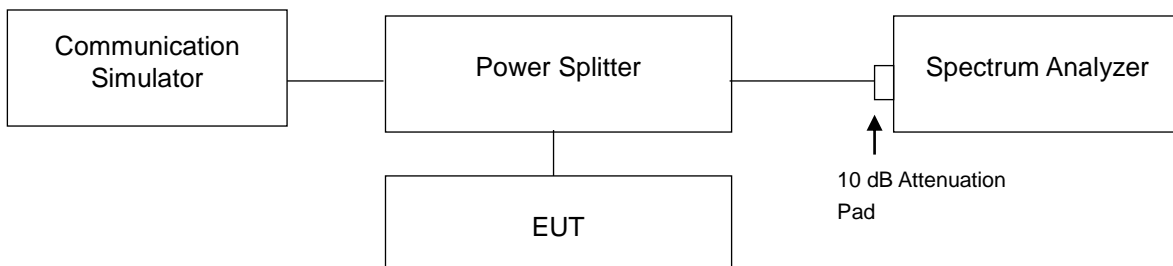 Communication
Simulator
Power Splitter
Spectrum Analyzer
10 dB Attenuation
Pad
EUT